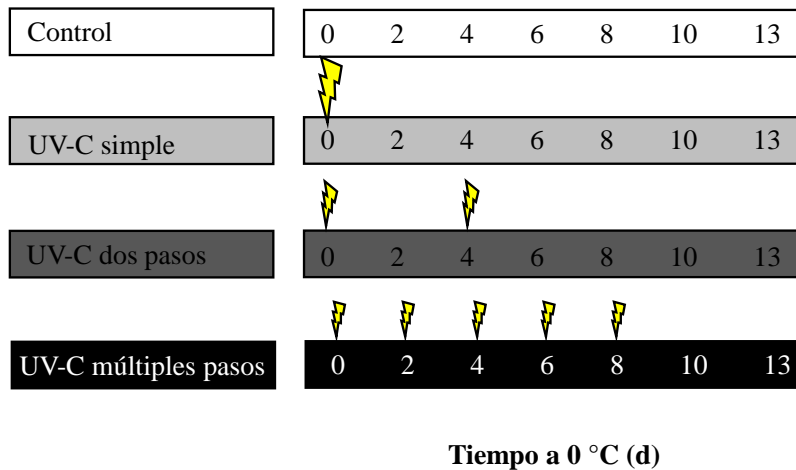 Control 0 2 4 6 8 10 13
UV-C simple 0 2 4 6 8 10 13
UV-C dos pasos 0 2 4 6 8 10 13
UV-C múltiples pasos 0 2 4 6 8 10 13
Tiempo a 0 °C (d)